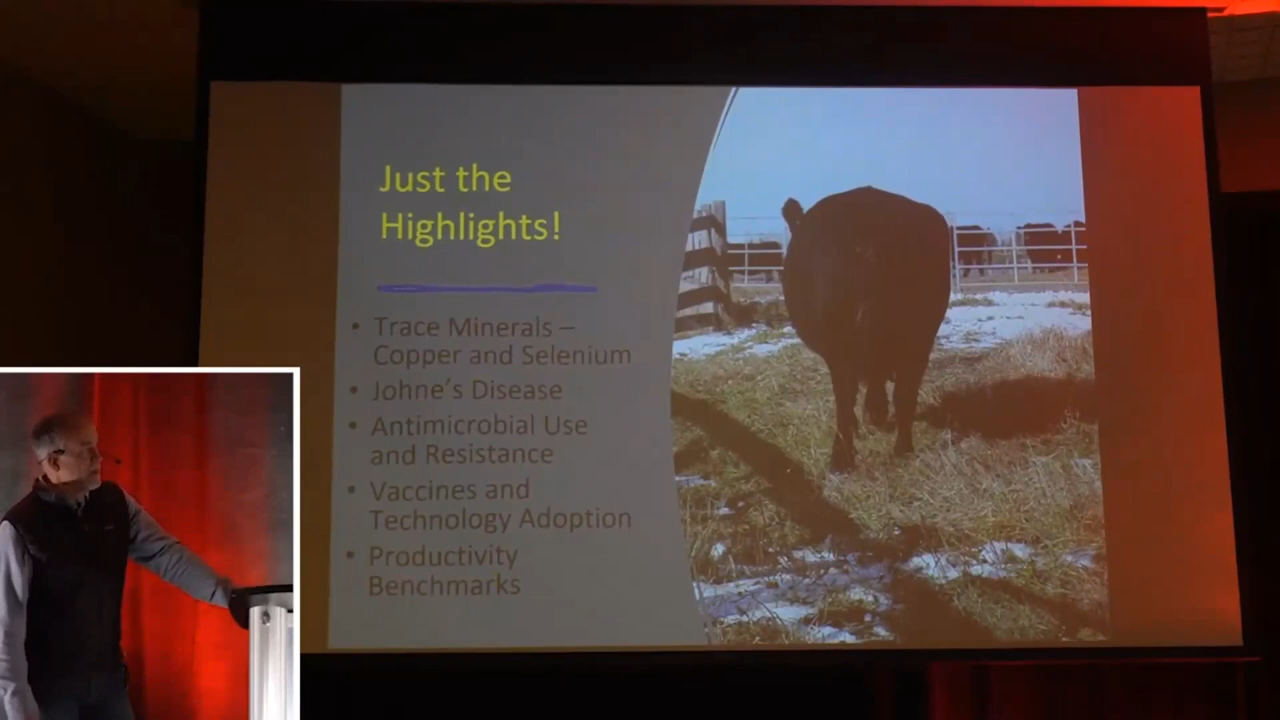 Just the
Highlights!
• Trace Minerals –
Copper and Selenium
• Johne's Disease
• Antimicrobial Use
and Resistance
• Vaccines and
Technology Adoption
• Productivity
Benchmarks